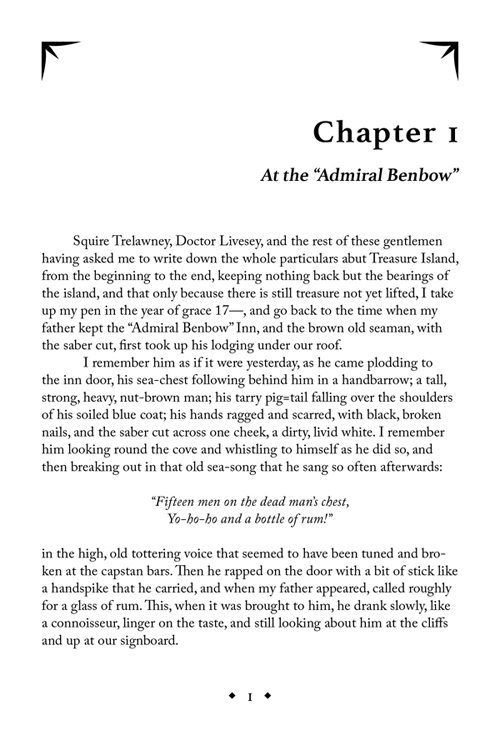 Chapter 1
At the “Admiral Benbow”
Squire Trelawney, Doctor Livesey, and the rest of these gentlemen
having asked me to write down the whole particulars abut Treasure Island,
from the beginning to the end, keeping nothing back but the bearings of
the island, and that only because there is still treasure not yet lifted, I take
up my pen in the year of grace 17—, and go back to the time when my
father kept the “Admiral Benbow” Inn, and the brown old seaman, with
the saber cut, first took up his lodging under our roof.
I remember him as if it were yesterday, as he came plodding to
the inn door, his sea-chest following behind him in a handbarrow; a tall,
strong, heavy, nut-brown man; his tarry pig=tail falling over the shoulders
of his soiled blue coat; his hands ragged and scarred, with black, broken
nails, and the saber cut across one cheek, a dirty, livid white. I remember
him looking round the cove and whistling to himself as he did so, and
then breaking out in that old sea-song that he sang so often afterwards:
“Fifteen men on the dead man’s chest,
Yo-ho-ho and a bottle of rum!”
in the high, old tottering voice that seemed to have been tuned and bro-
ken at the capstan bars. Then he rapped on the door with a bit of stick like
a handspike that he carried, and when my father appeared, called roughly
for a glass of rum. This, when it was brought to him, he drank slowly, like
a connoisseur, linger on the taste, and still looking about him at the cliffs
and up at our signboard.
1